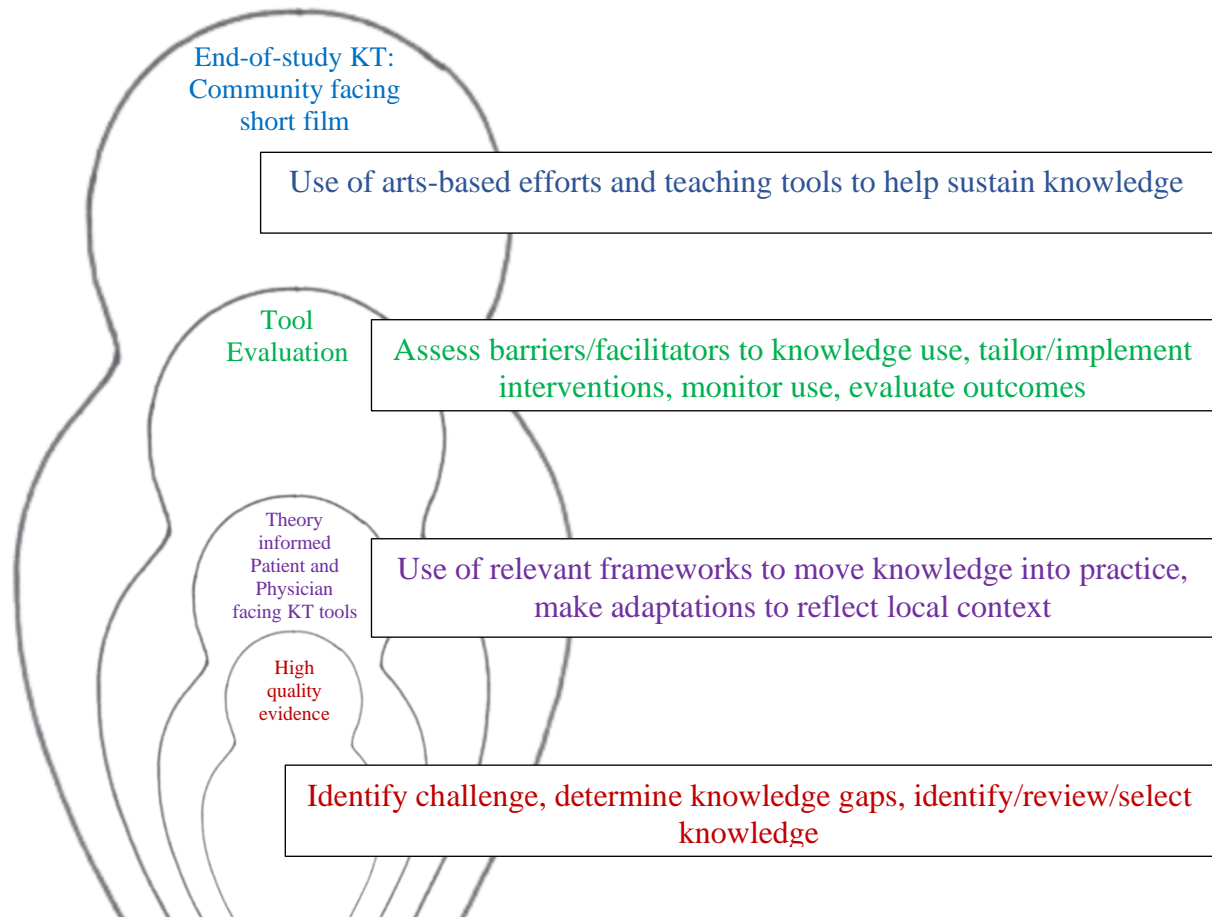 End-of-study KT:
Community facing
short film
Use of arts-based efforts and teaching tools to help sustain knowledge
Tool
Evaluation
Assess barriers/facilitators to knowledge use, tailor/implement
interventions, monitor use, evaluate outcomes
Theory
informed
Patient and
Physician
facing KT tools
Use of relevant frameworks to move knowledge into practice,
make adaptations to reflect local context
High
quality
evidence
Identify challenge, determine knowledge gaps, identify/review/select
knowledge